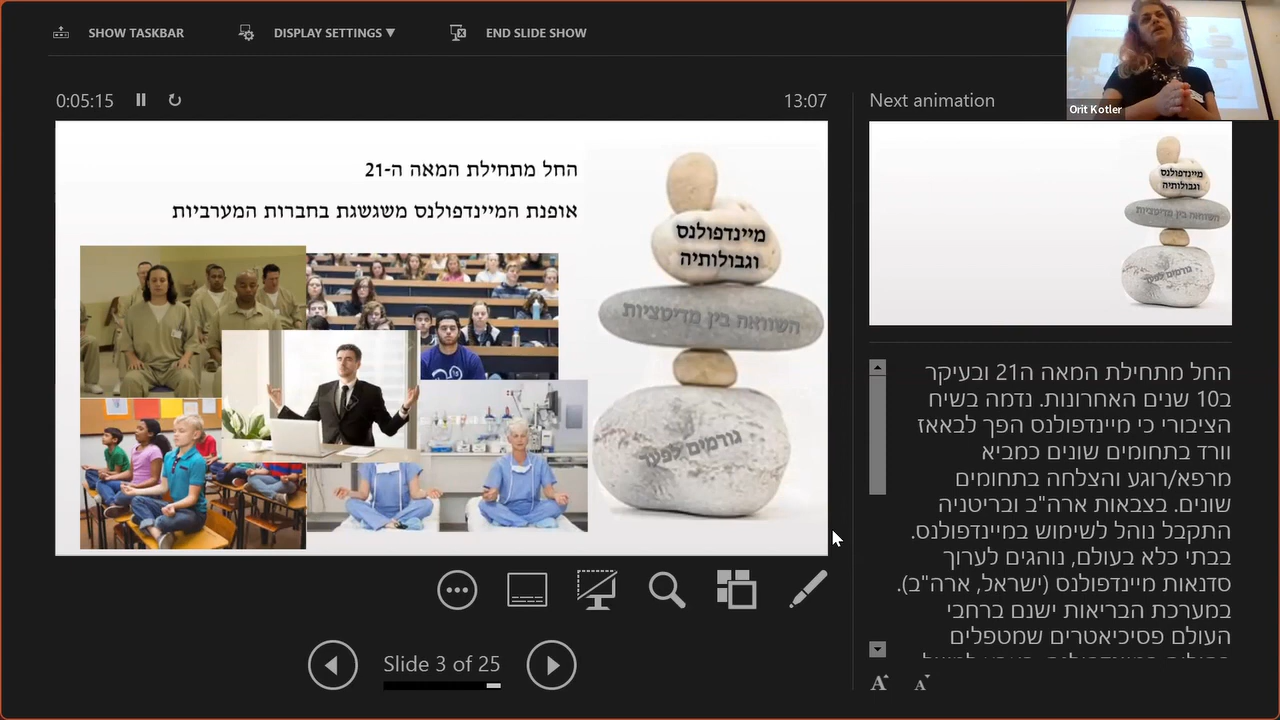 SHOW TASKBAR
DISPLAY SETTINGS ▼
END SLIDE SHOW
Orit Kotler
0:05:15
13:07
Next animation
החל מתחילת המאה ה-21
אופנת המיינדפולנס משגשגת בחברות המערביות
מיינדפולנס
וגבולותיה
השוואה בין מדיטציות
גורמים לפער
מיינדפולנס
וגבולותיה
השוואה בין מדיטציות
גורמים לפער
החל מתחילת המאה ה21 ובעיקר
ב10 שנים האחרונות. נדמה בשיח
הציבורי כי מיינדפולנס הפך לבאאז
וורד בתחומים שונים כמביא
מרפא/רוגע והצלחה בתחומים
שונים. בצבאות ארה"ב ובריטניה
התקבל נוהל לשימוש במיינדפולנס.
בבתי כלא בעולם, נוהגים לערוך
סדנאות מיינדפולנס (ישראל, ארה"ב).
במערכת הבריאות ישנם ברחבי
העולם פסיכיאטרים שמטפלים
Slide 3 of 25
A A